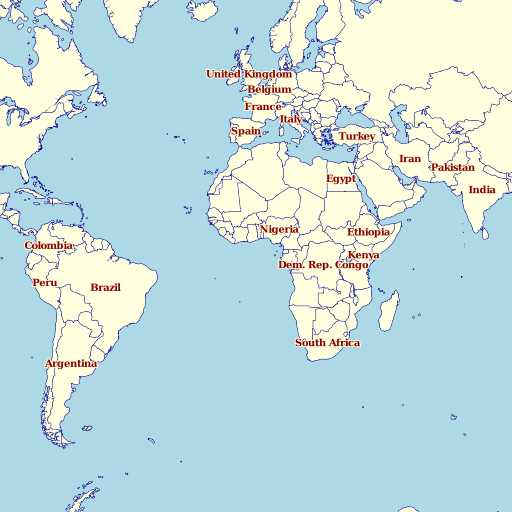 United Kingdom
Belgium
France
Italy
Spain
Turkey
Iran
Pakistan
Egypt
India
Nigeria
Ethiopia
Colombia
Kenya
Dem. Rep. Congo
Peru
Brazil
South Africa
Argentina